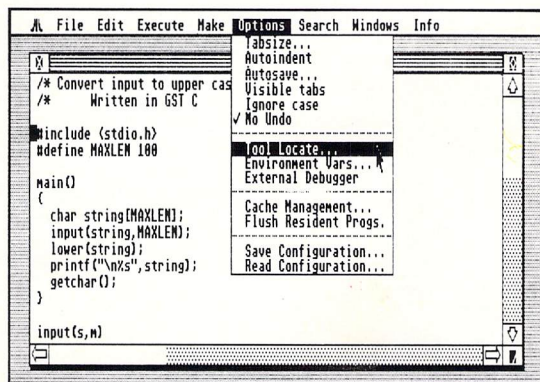 File Edit Execute Make Options Search Windows Info
Tabsize...
Autoindent
Autosave...
Visible tabs
Ignore case
✓ No Undo
Tool Locate...
Environment Vars...
External Debugger
Cache Management...
Flush Resident Progs.
Save Configuration...
Read Configuration...
/* Convert input to upper cas
/* Written in GST C
#include <stdio.h>
#define MAXLEN 100
main()
{
char string[MAXLEN];
input(string,MAXLEN);
lower(string);
printf("\n%s",string);
getchar();
}
input(s,m)